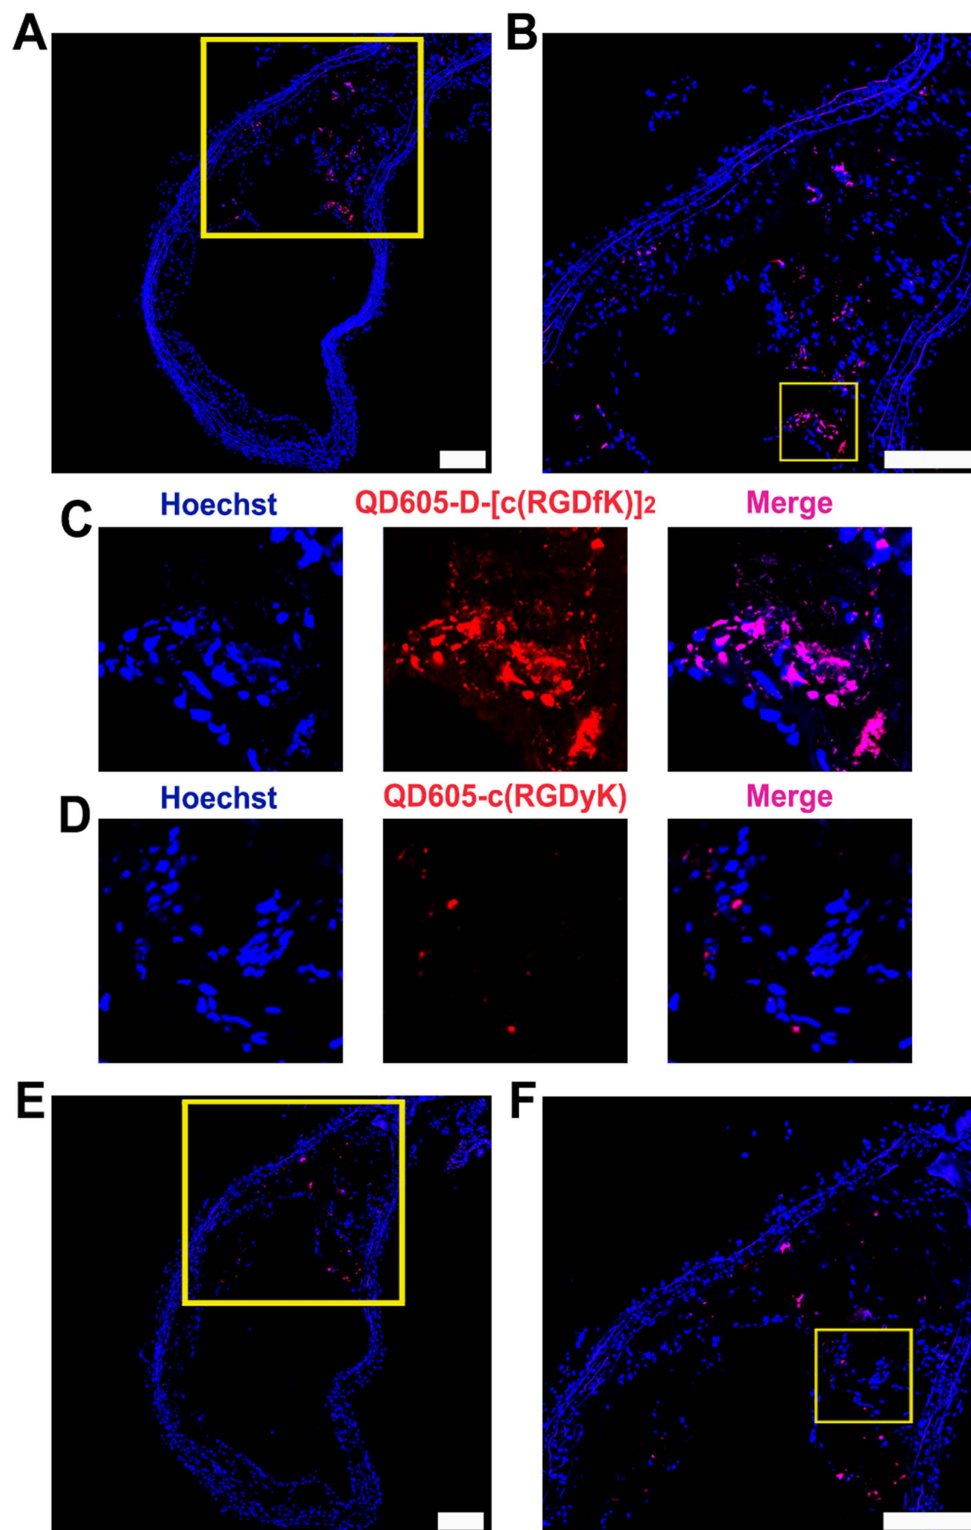 A B
C Hoechst QD605-D-[c(RGDfK)]2 Merge
D Hoechst QD605-c(RGDyK) Merge
E F